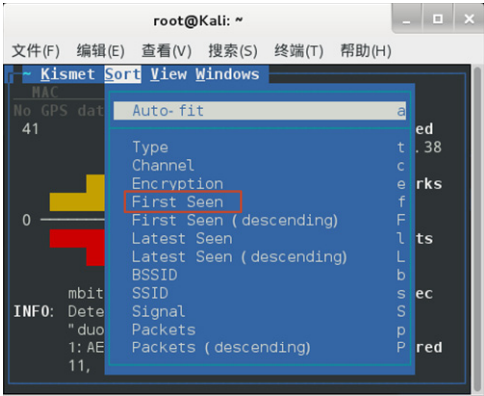 root@Kali: ~
文件(F) 编辑(E) 查看(V) 搜索(S) 终端(T) 帮助(H)
~ Kismet Sort View Windows
MAC
No GPS dat
Auto-fit a
41 ed
Type t .38
Channel c
Encryption e rks
First Seen f
0 First Seen (descending) F
Latest Seen l ts
Latest Seen (descending) L
BSSID b
mbit SSID s ec
INFO: Dete Signal S
"duo Packets p
1: AE Packets (descending) P red
11,